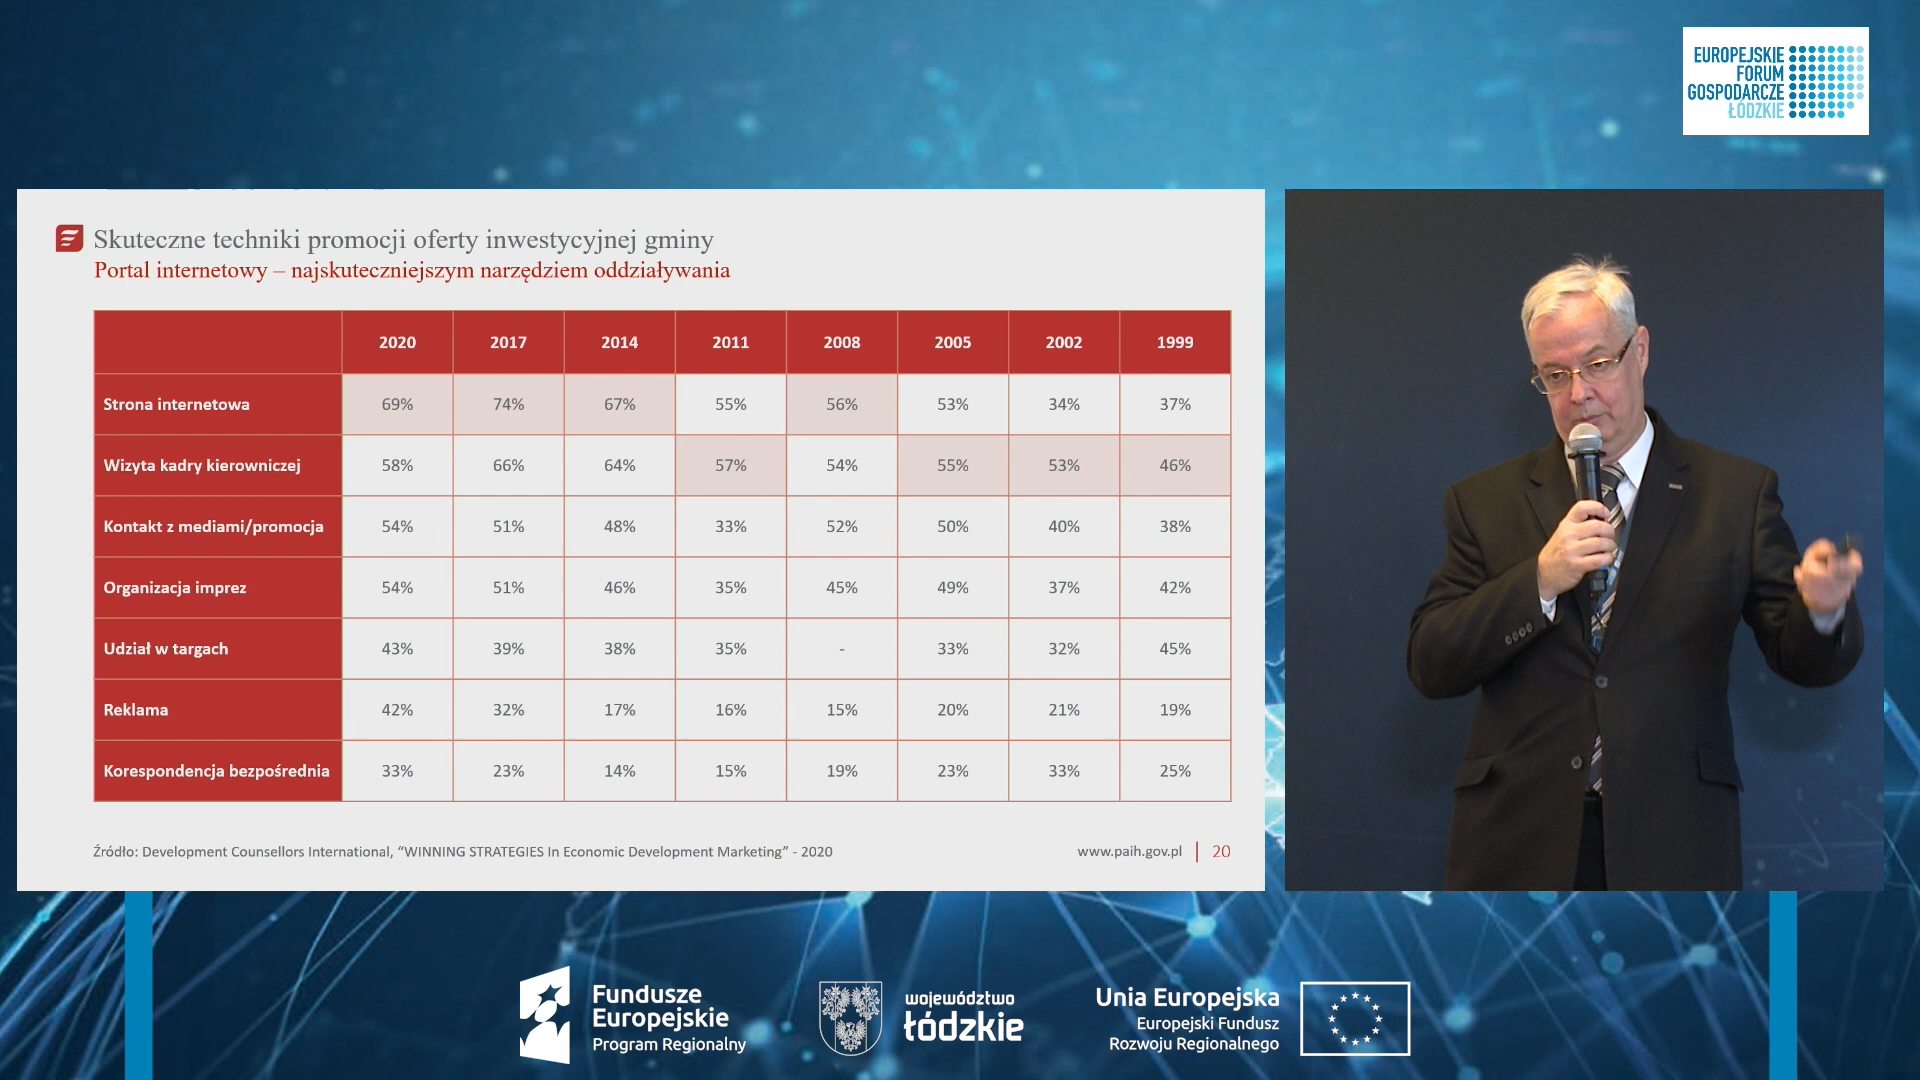 EUROPEJSKIE
FORUM
GOSPODARCZE
ŁÓDZKIE
Skuteczne techniki promocji oferty inwestycyjnej gminy
Portal internetowy – najskuteczniejszym narzędziem oddziaływania
2020 2017 2014 2011 2008 2005 2002 1999
Strona internetowa 69% 74% 67% 55% 56% 53% 34% 37%
Wizyta kadry kierowniczej 58% 66% 64% 57% 54% 55% 53% 46%
Kontakt z mediami/promocja 54% 51% 48% 33% 52% 50% 40% 38%
Organizacja imprez 54% 51% 46% 35% 45% 49% 37% 42%
Udział w targach 43% 39% 38% 35% - 33% 32% 45%
Reklama 42% 32% 17% 16% 15% 20% 21% 19%
Korespondencja bezpośrednia 33% 23% 14% 15% 19% 23% 33% 25%
Źródło: Development Counsellors International, “WINNING STRATEGIES In Economic Development Marketing” - 2020
www.paih.gov.pl | 20
Fundusze
Europejskie
Program Regionalny
województwo
łódzkie
Unia Europejska
Europejski Fundusz
Rozwoju Regionalnego